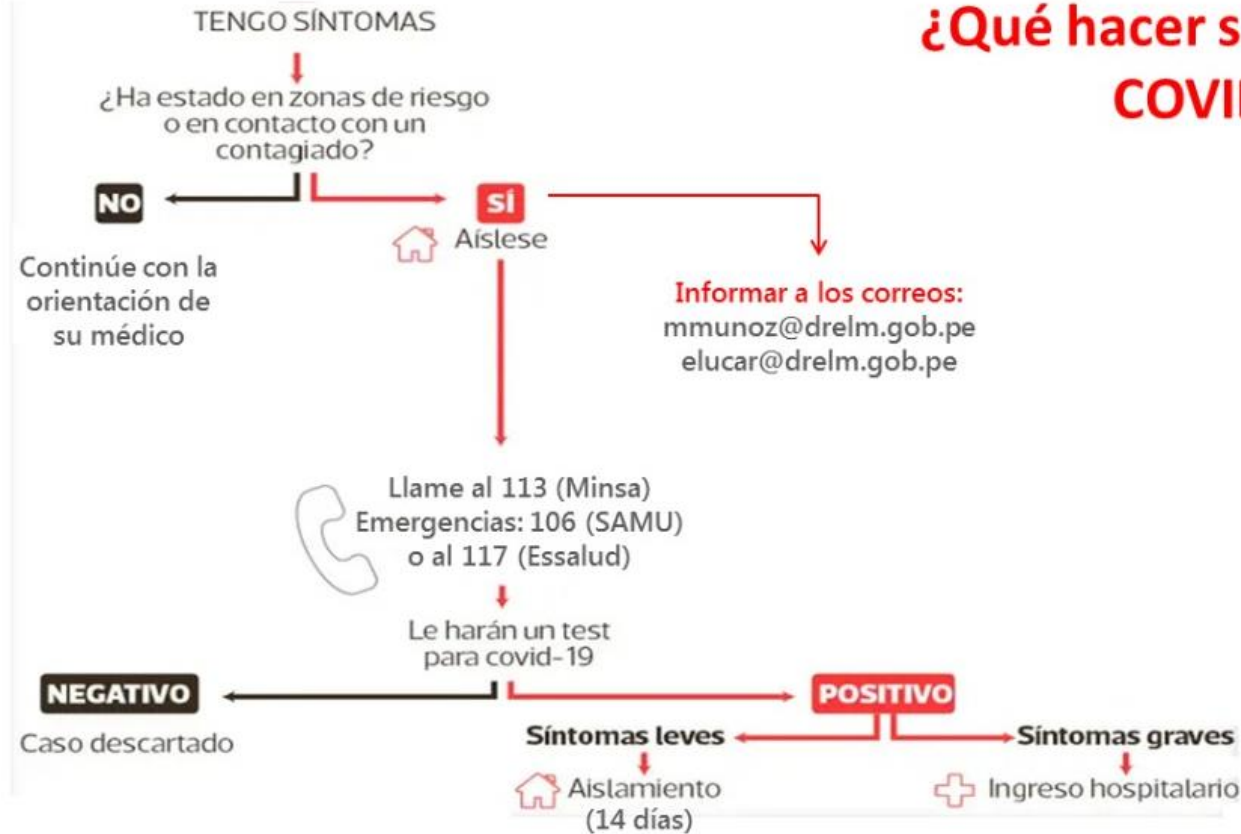 ¿Qué hacer s
COVI
TENGO SÍNTOMAS
¿Ha estado en zonas de riesgo
o en contacto con un
contagiado?
NO
SÍ
Aíslese
Continúe con la
orientación de
su médico
Informar a los correos:
mmunoz@drelm.gob.pe
elucar@drelm.gob.pe
Llame al 113 (Minsa)
Emergencias: 106 (SAMU)
o al 117 (Essalud)
Le harán un test
para covid-19
NEGATIVO
POSITIVO
Caso descartado
Síntomas leves
Síntomas graves
Aislamiento
(14 días)
Ingreso hospitalario